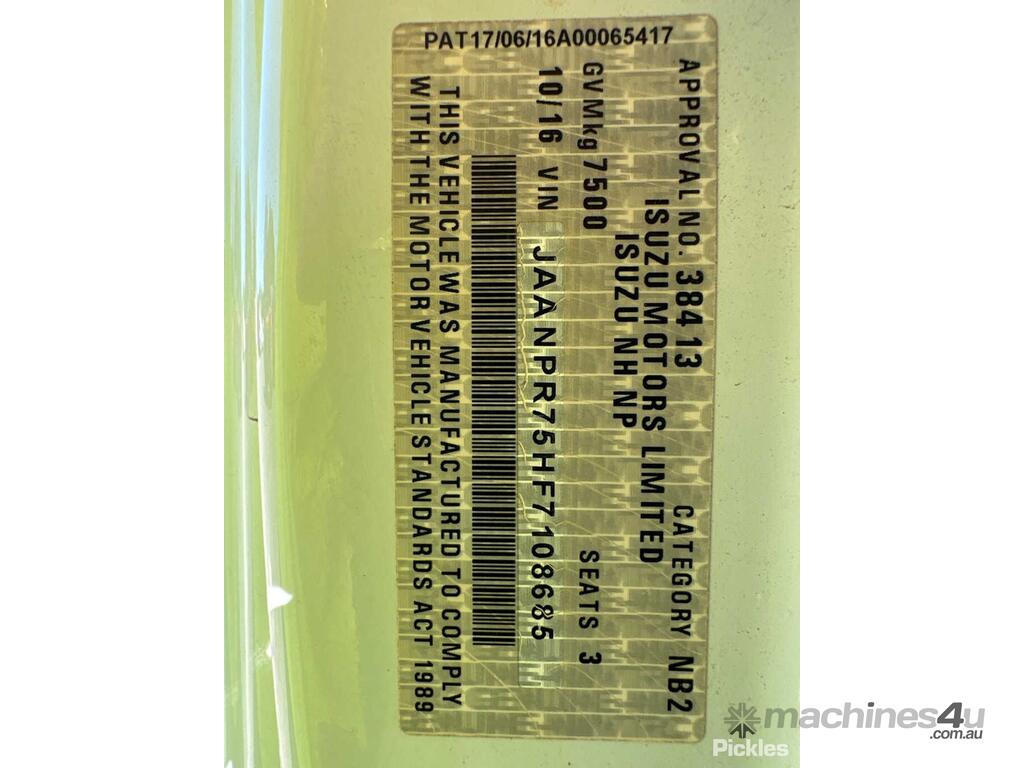 PAT17/06/16A00065417
APPROVAL NO. 38413 CATEGORY NB2
ISUZU MOTORS LIMITED
ISUZU NH NP
GVMkg 7500 SEATS 3
10/16 VIN JAANPR75HF7108685
THIS VEHICLE WAS MANUFACTURED TO COMPLY
WITH THE MOTOR VEHICLE STANDARDS ACT 1989
machines4u
.com.au
Pickles